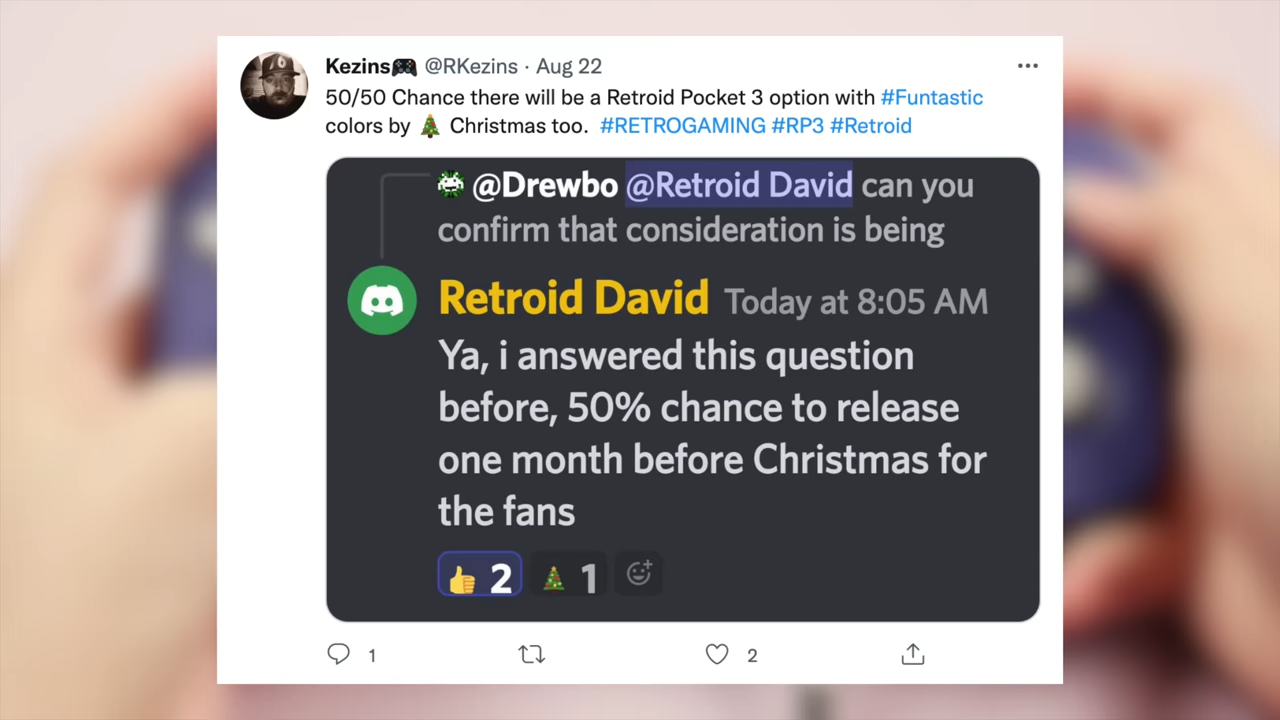 Kezins🎮 @RKezins · Aug 22
50/50 Chance there will be a Retroid Pocket 3 option with #Funtastic
colors by 🎄 Christmas too. #RETROGAMING #RP3 #Retroid
@Drewbo @Retroid David can you
confirm that consideration is being
Retroid David Today at 8:05 AM
Ya, i answered this question
before, 50% chance to release
one month before Christmas for
the fans
👍 2 🎄 1
1 2